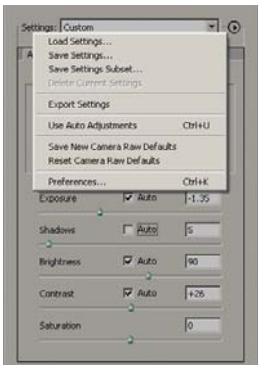 Settings: Custom
Load Settings...
Save Settings...
Save Settings Subset...
Delete Current Settings
Export Settings
Use Auto Adjustments Ctrl+U
Save New Camera Raw Defaults
Reset Camera Raw Defaults
Preferences... Ctrl+K
Exposure Auto -1.35
Shadows Auto 5
Brightness Auto 90
Contrast Auto +26
Saturation 0